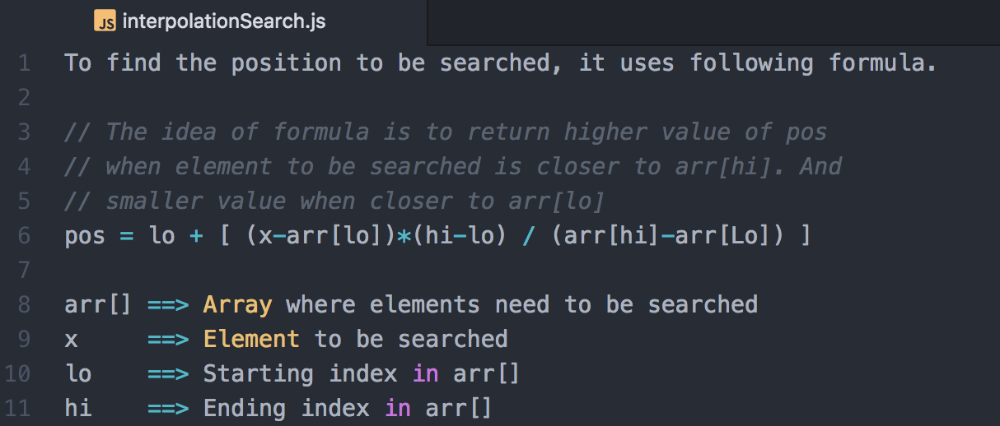 JS interpolationSearch.js
1 To find the position to be searched, it uses following formula.
2
3 // The idea of formula is to return higher value of pos
4 // when element to be searched is closer to arr[hi]. And
5 // smaller value when closer to arr[lo]
6 pos = lo + [ (x-arr[lo])*(hi-lo) / (arr[hi]-arr[Lo]) ]
7
8 arr[] ==> Array where elements need to be searched
9 x     ==> Element to be searched
10 lo    ==> Starting index in arr[]
11 hi    ==> Ending index in arr[]